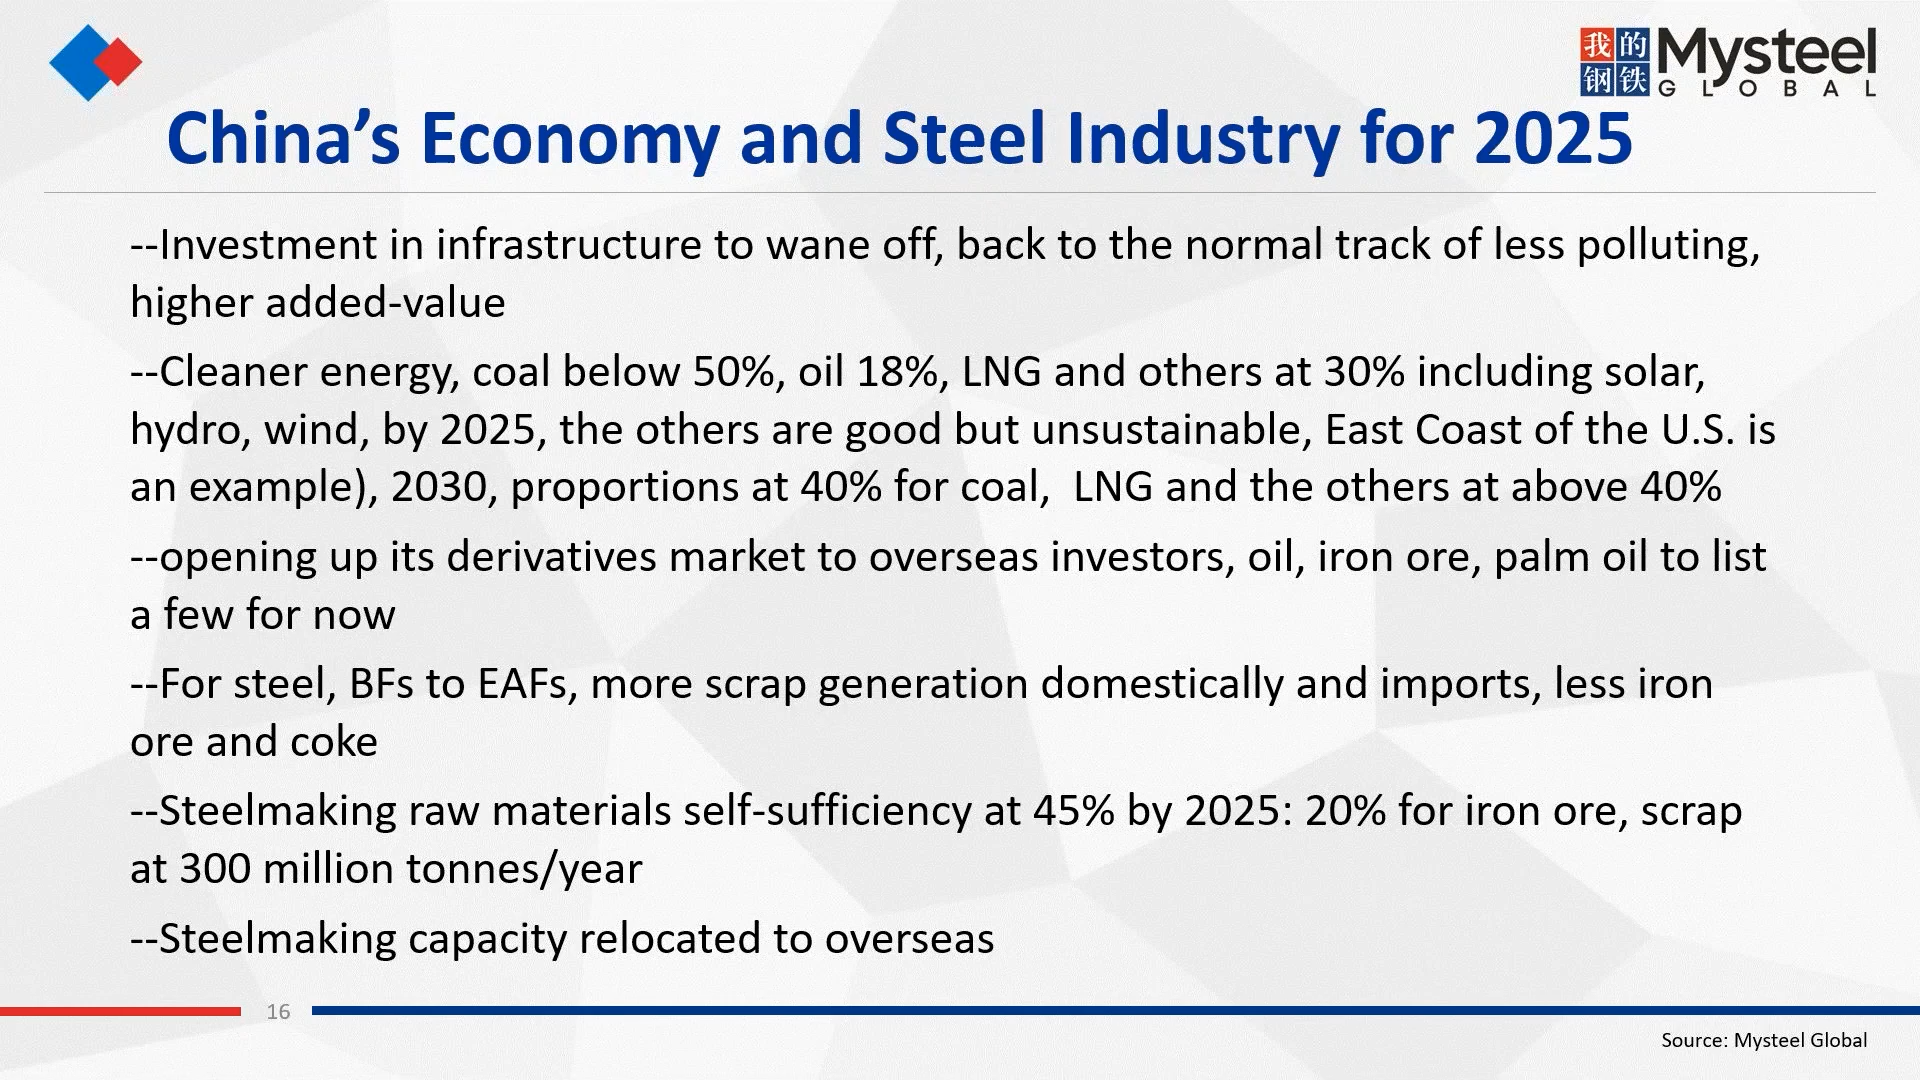 我的
钢铁
Mysteel
GLOBAL
China’s Economy and Steel Industry for 2025
--Investment in infrastructure to wane off, back to the normal track of less polluting,
higher added-value
--Cleaner energy, coal below 50%, oil 18%, LNG and others at 30% including solar,
hydro, wind, by 2025, the others are good but unsustainable, East Coast of the U.S. is
an example), 2030, proportions at 40% for coal,  LNG and the others at above 40%
--opening up its derivatives market to overseas investors, oil, iron ore, palm oil to list
a few for now
--For steel, BFs to EAFs, more scrap generation domestically and imports, less iron
ore and coke
--Steelmaking raw materials self-sufficiency at 45% by 2025: 20% for iron ore, scrap
at 300 million tonnes/year
--Steelmaking capacity relocated to overseas
16
Source: Mysteel Global